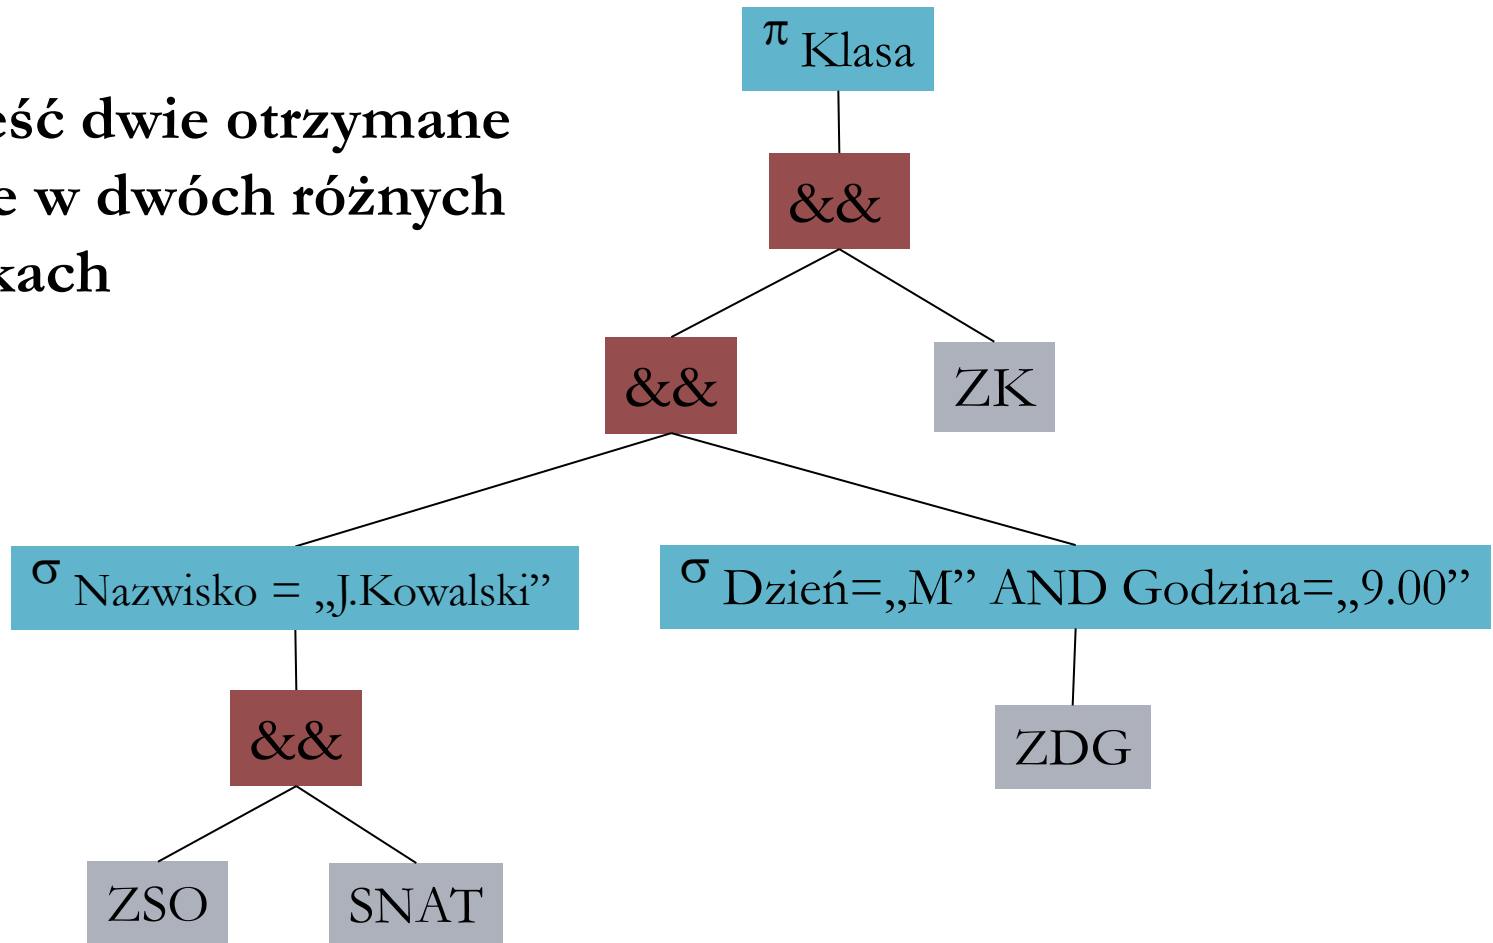 π Klasa
eść dwie otrzymane
e w dwóch różnych
kach
&&
&&
ZK
σ Nazwisko = „J.Kowalski”
σ Dzień=„M” AND Godzina=„9.00”
&&
ZDG
ZSO
SNAT